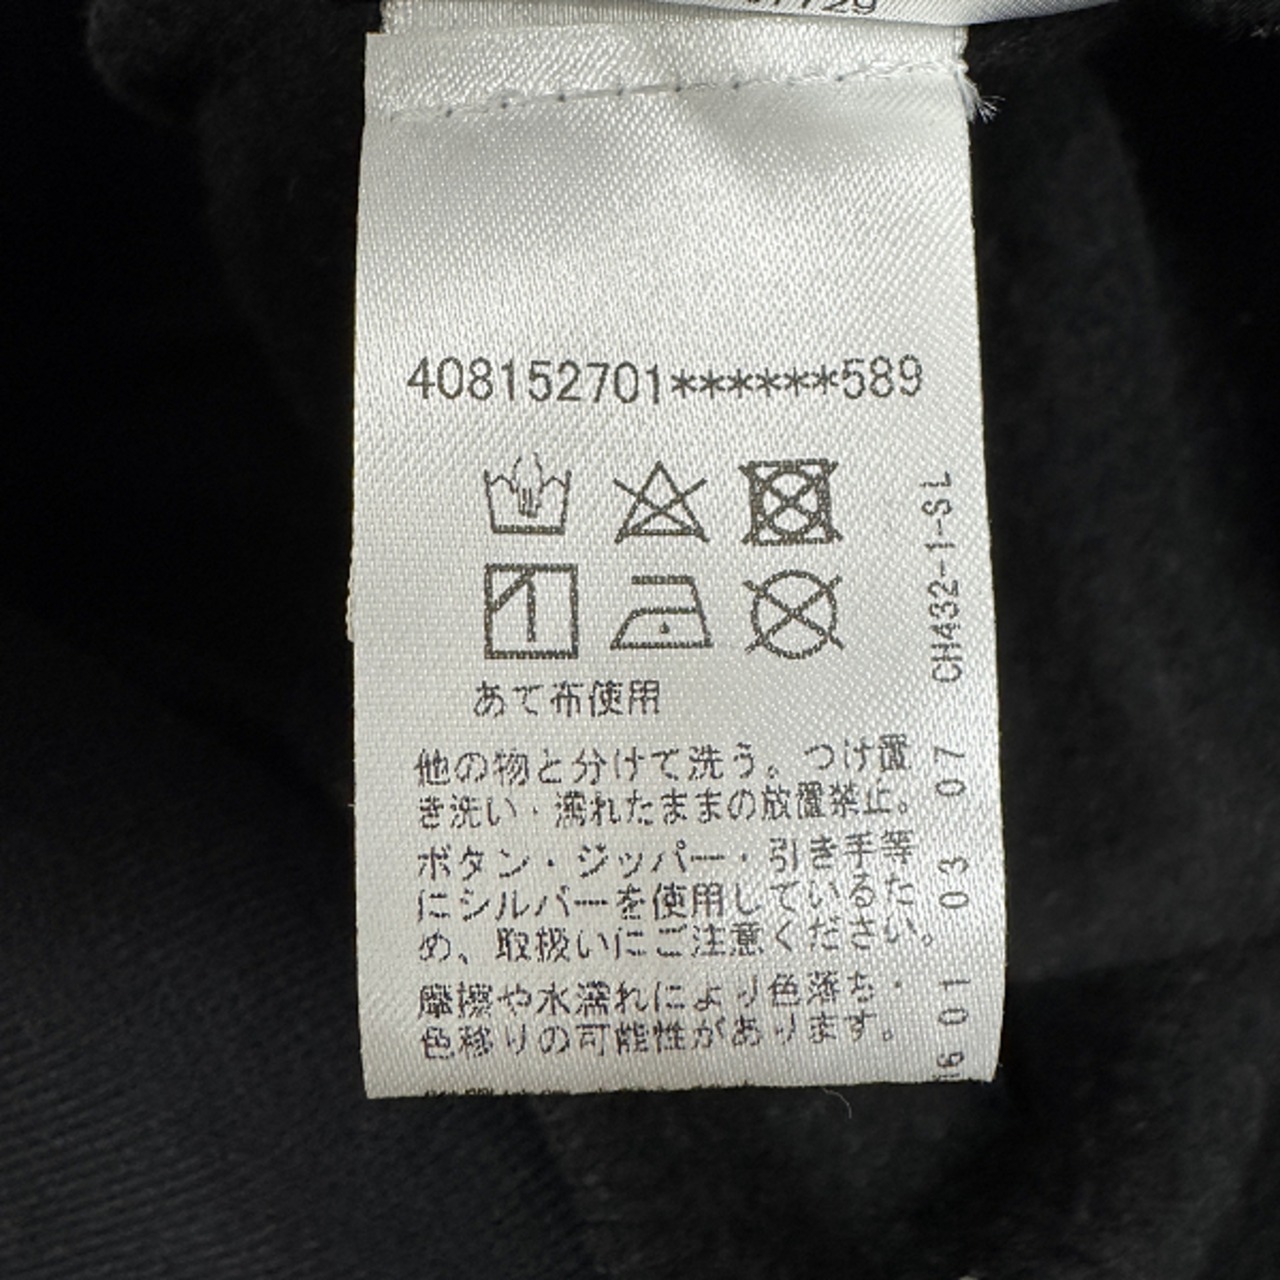 408152701******589
あて布使用
他の物と分けて洗う。つけ置
き洗い・濡れたままの放置禁止。
ボタン・ジッパー・引き手等
にシルバーを使用しているた
め、取扱いにご注意ください。
摩擦や水濡れにより色落ち・
色移りの可能性があります。
CH432-1-SL
01 03 07